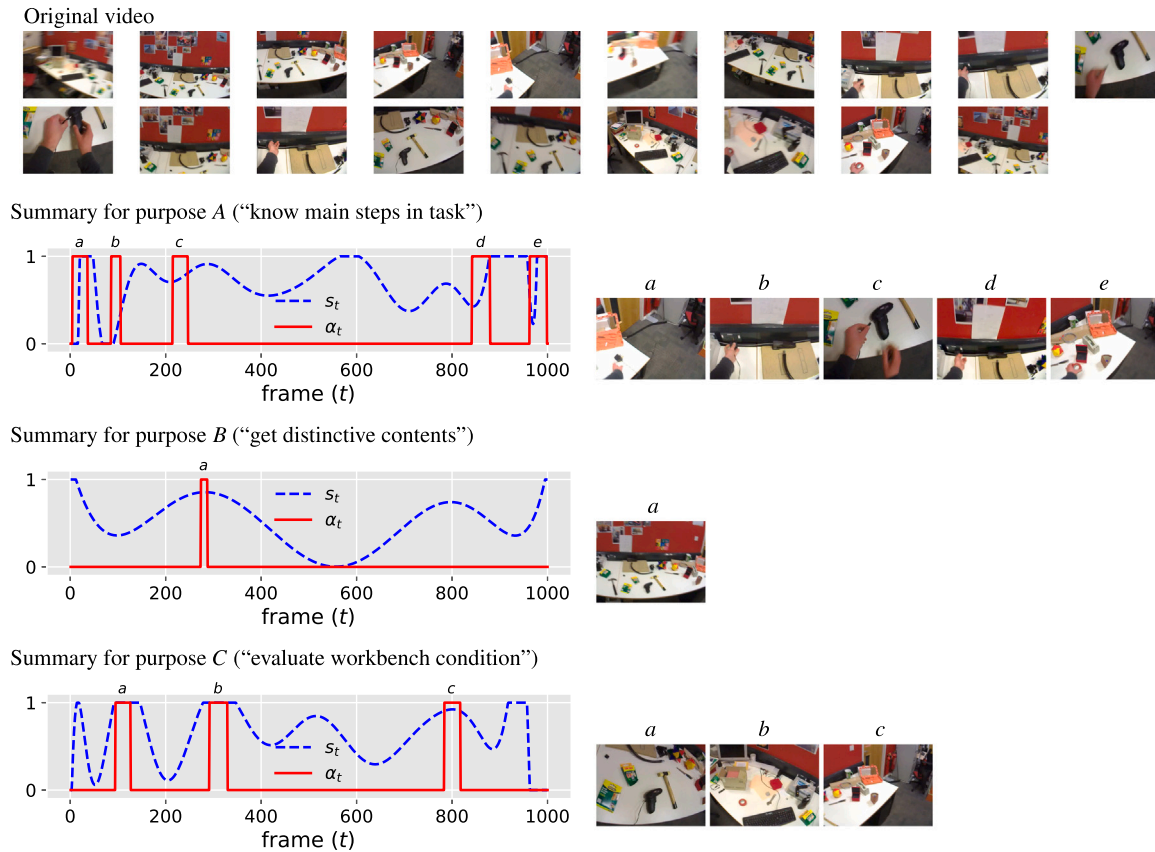 Original video
Summary for purpose A (“know main steps in task”)
a b c d e
1
0
s_t
α_t
0 200 400 600 800 1000
frame (t)
a b c d e
Summary for purpose B (“get distinctive contents”)
a
1
0
s_t
α_t
0 200 400 600 800 1000
frame (t)
a
Summary for purpose C (“evaluate workbench condition”)
a b c
1
0
s_t
α_t
0 200 400 600 800 1000
frame (t)
a b c